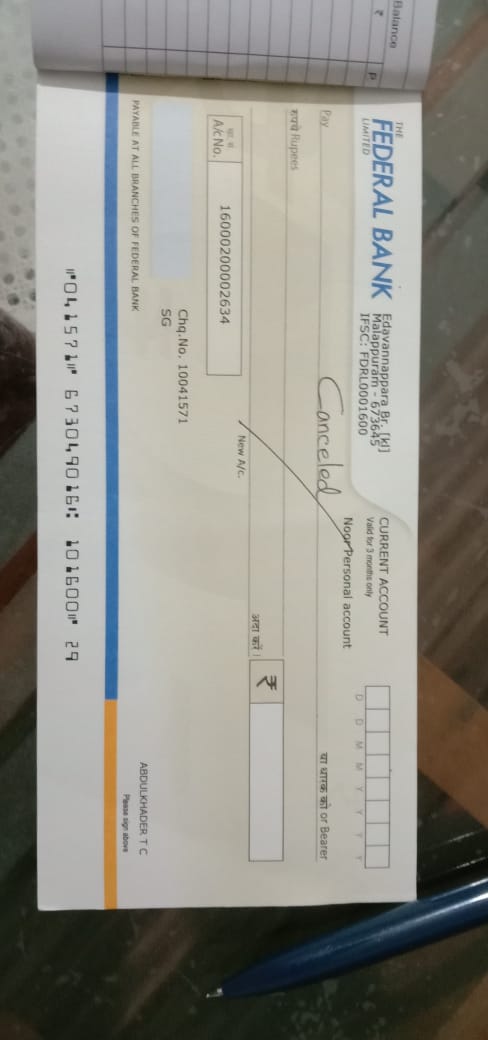 Balance
₹ P
THE
FEDERAL BANK
LIMITED
Edavannappara Br. [kl]
Malappuram - 673645
IFSC: FDRL0001600
CURRENT ACCOUNT
Valid for 3 months only
D D M M Y Y Y Y
Pay
Canceled
Noor Personal account
या धारक को or Bearer
रुपये Rupees
अदा करें।
₹
A/c No.
16000200002634
New A/c.
Chq.No. 10041571
SG
ABDULKHADER T C
Please sign above
PAYABLE AT ALL BRANCHES OF FEDERAL BANK
⑈041571⑈ 673049016⑆ 101600⑈ 29